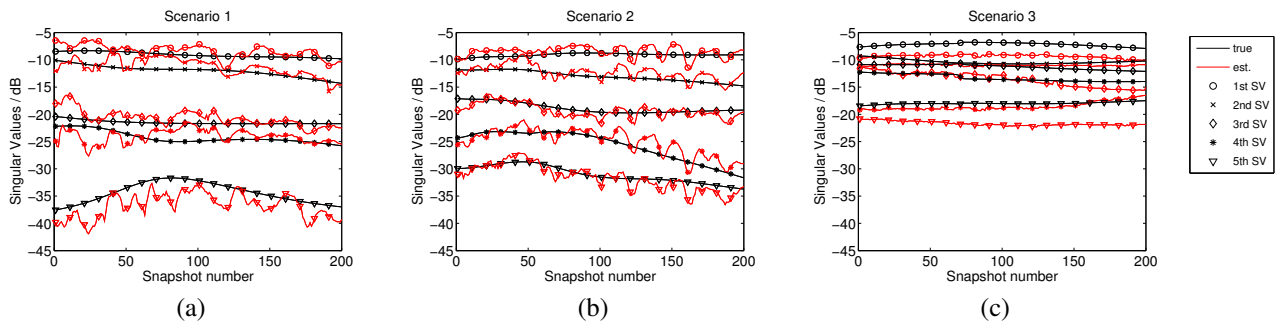 Scenario 1
Singular Values / dB
−5
−10
−15
−20
−25
−30
−35
−40
−45
0 50 100 150 200
Snapshot number
(a)
Scenario 2
Singular Values / dB
−5
−10
−15
−20
−25
−30
−35
−40
−45
0 50 100 150 200
Snapshot number
(b)
Scenario 3
Singular Values / dB
−5
−10
−15
−20
−25
−30
−35
−40
−45
0 50 100 150 200
Snapshot number
(c)
true
est.
1st SV
2nd SV
3rd SV
4th SV
5th SV